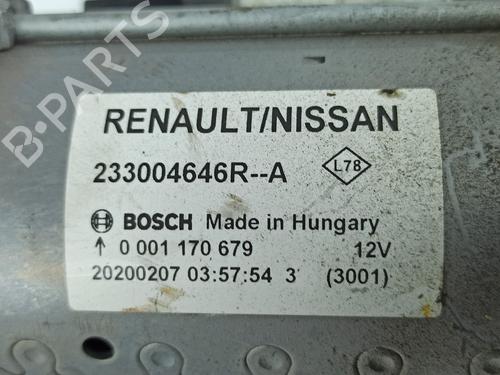 RENAULT/NISSAN
233004646R--A L78
BOSCH Made in Hungary
0 001 170 679 12V
20200207 03:57:54 3 (3001)
B-PARTS